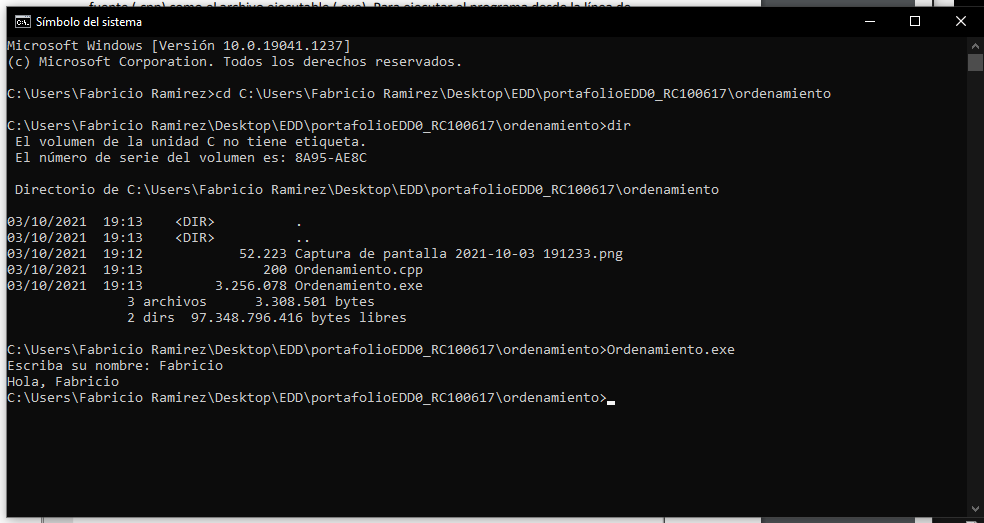 fuente (.cpp) como el archivo ejecutable (.exe). Para ejecutar el programa desde la línea de
Símbolo del sistema
Microsoft Windows [Versión 10.0.19041.1237]
(c) Microsoft Corporation. Todos los derechos reservados.
C:\Users\Fabricio Ramirez>cd C:\Users\Fabricio Ramirez\Desktop\EDD\portafolioEDD0_RC100617\ordenamiento
C:\Users\Fabricio Ramirez\Desktop\EDD\portafolioEDD0_RC100617\ordenamiento>dir
El volumen de la unidad C no tiene etiqueta.
El número de serie del volumen es: 8A95-AE8C
Directorio de C:\Users\Fabricio Ramirez\Desktop\EDD\portafolioEDD0_RC100617\ordenamiento
03/10/2021  19:13    <DIR>          .
03/10/2021  19:13    <DIR>          ..
03/10/2021  19:12            52.223 Captura de pantalla 2021-10-03 191233.png
03/10/2021  19:13               200 Ordenamiento.cpp
03/10/2021  19:13         3.256.078 Ordenamiento.exe
3 archivos      3.308.501 bytes
2 dirs  97.348.796.416 bytes libres
C:\Users\Fabricio Ramirez\Desktop\EDD\portafolioEDD0_RC100617\ordenamiento>Ordenamiento.exe
Escriba su nombre: Fabricio
Hola, Fabricio
C:\Users\Fabricio Ramirez\Desktop\EDD\portafolioEDD0_RC100617\ordenamiento>